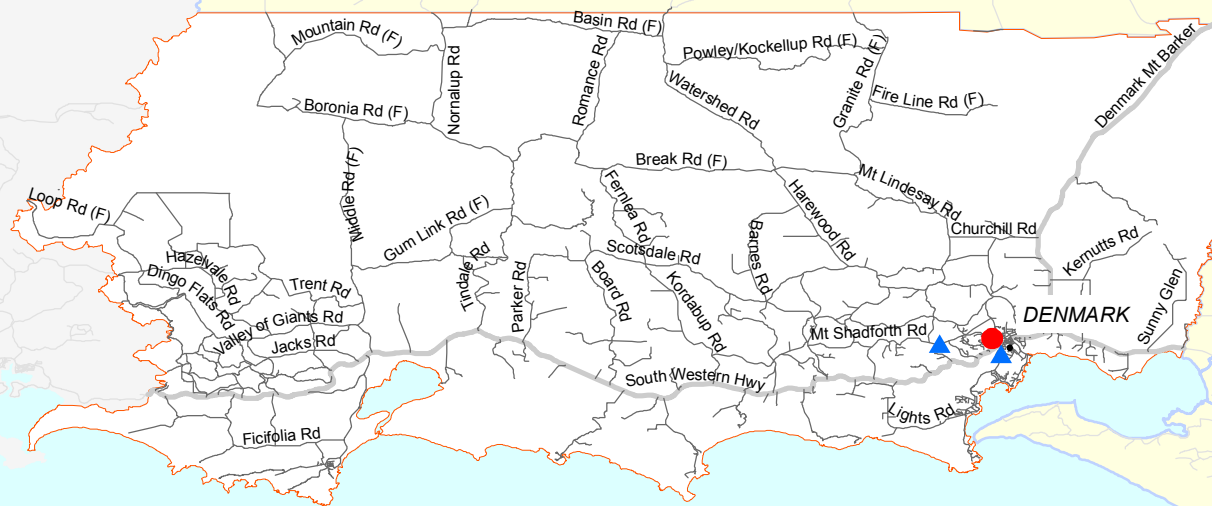 Basin Rd (F)
Mountain Rd (F)
Powley/Kockellup Rd (F)
Denmark Mt Barker
Nornalup Rd
Romance Rd
Granite Rd (F)
Watershed Rd
Fire Line Rd (F)
Boronia Rd (F)
Break Rd (F)
Middle Rd (F)
Mt Lindesay Rd
Loop Rd (F)
Fernlea Rd
Harewood Rd
Gum Link Rd (F)
Churchill Rd
Barnes Rd
Kernutts Rd
Scotsdale Rd
Hazelvale Rd
Tindale Rd
Dingo Flats Rd
Trent Rd
Parker Rd
Board Rd
Kordabup Rd
Sunny Glen
DENMARK
Valley of Giants Rd
Mt Shadforth Rd
Jacks Rd
South Western Hwy
Lights Rd
Ficifolia Rd